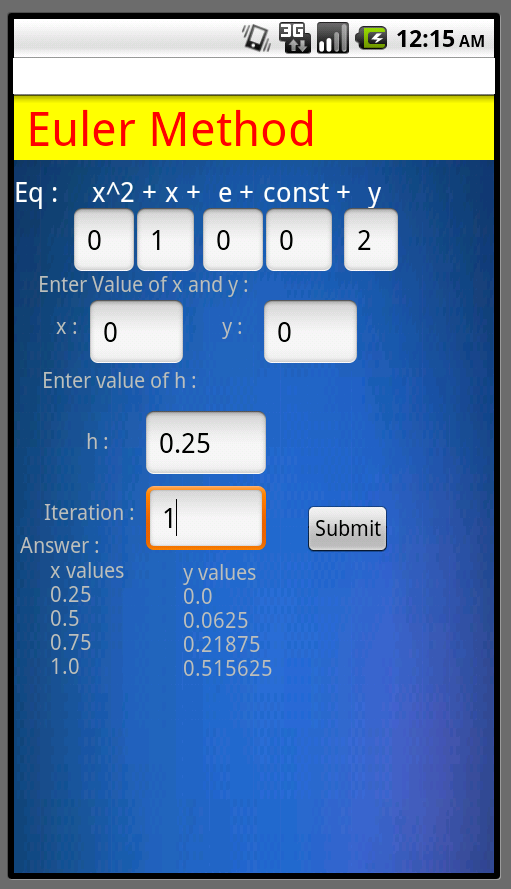 3G 12:15 AM
Euler Method
Eq : x^2 + x + e + const + y
0 1 0 0 2
Enter Value of x and y :
x : 0 y : 0
Enter value of h :
h : 0.25
Iteration : 1 Submit
Answer :
x values y values
0.25 0.0
0.5 0.0625
0.75 0.21875
1.0 0.515625